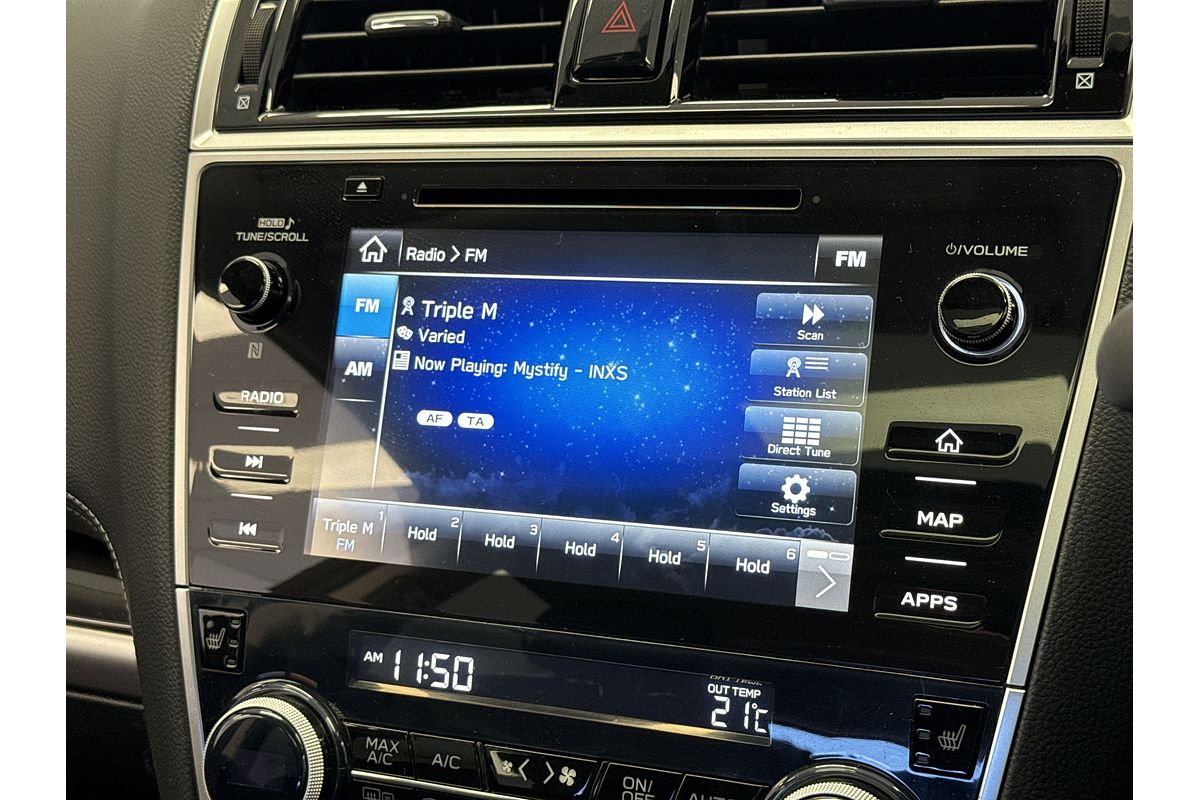 HOLD
TUNE/SCROLL
⏻/VOLUME
Radio > FM
FM
FM
AM
Triple M
Varied
Now Playing: Mystify - INXS
AF TA
Scan
Station List
Direct Tune
Settings
Triple M
FM
1
Hold 2
Hold 3
Hold 4
Hold 5
Hold 6
RADIO
MAP
APPS
AM 11:50
OUT TEMP
21℃
MAX
A/C
A/C
ON/
OFF
AUTO